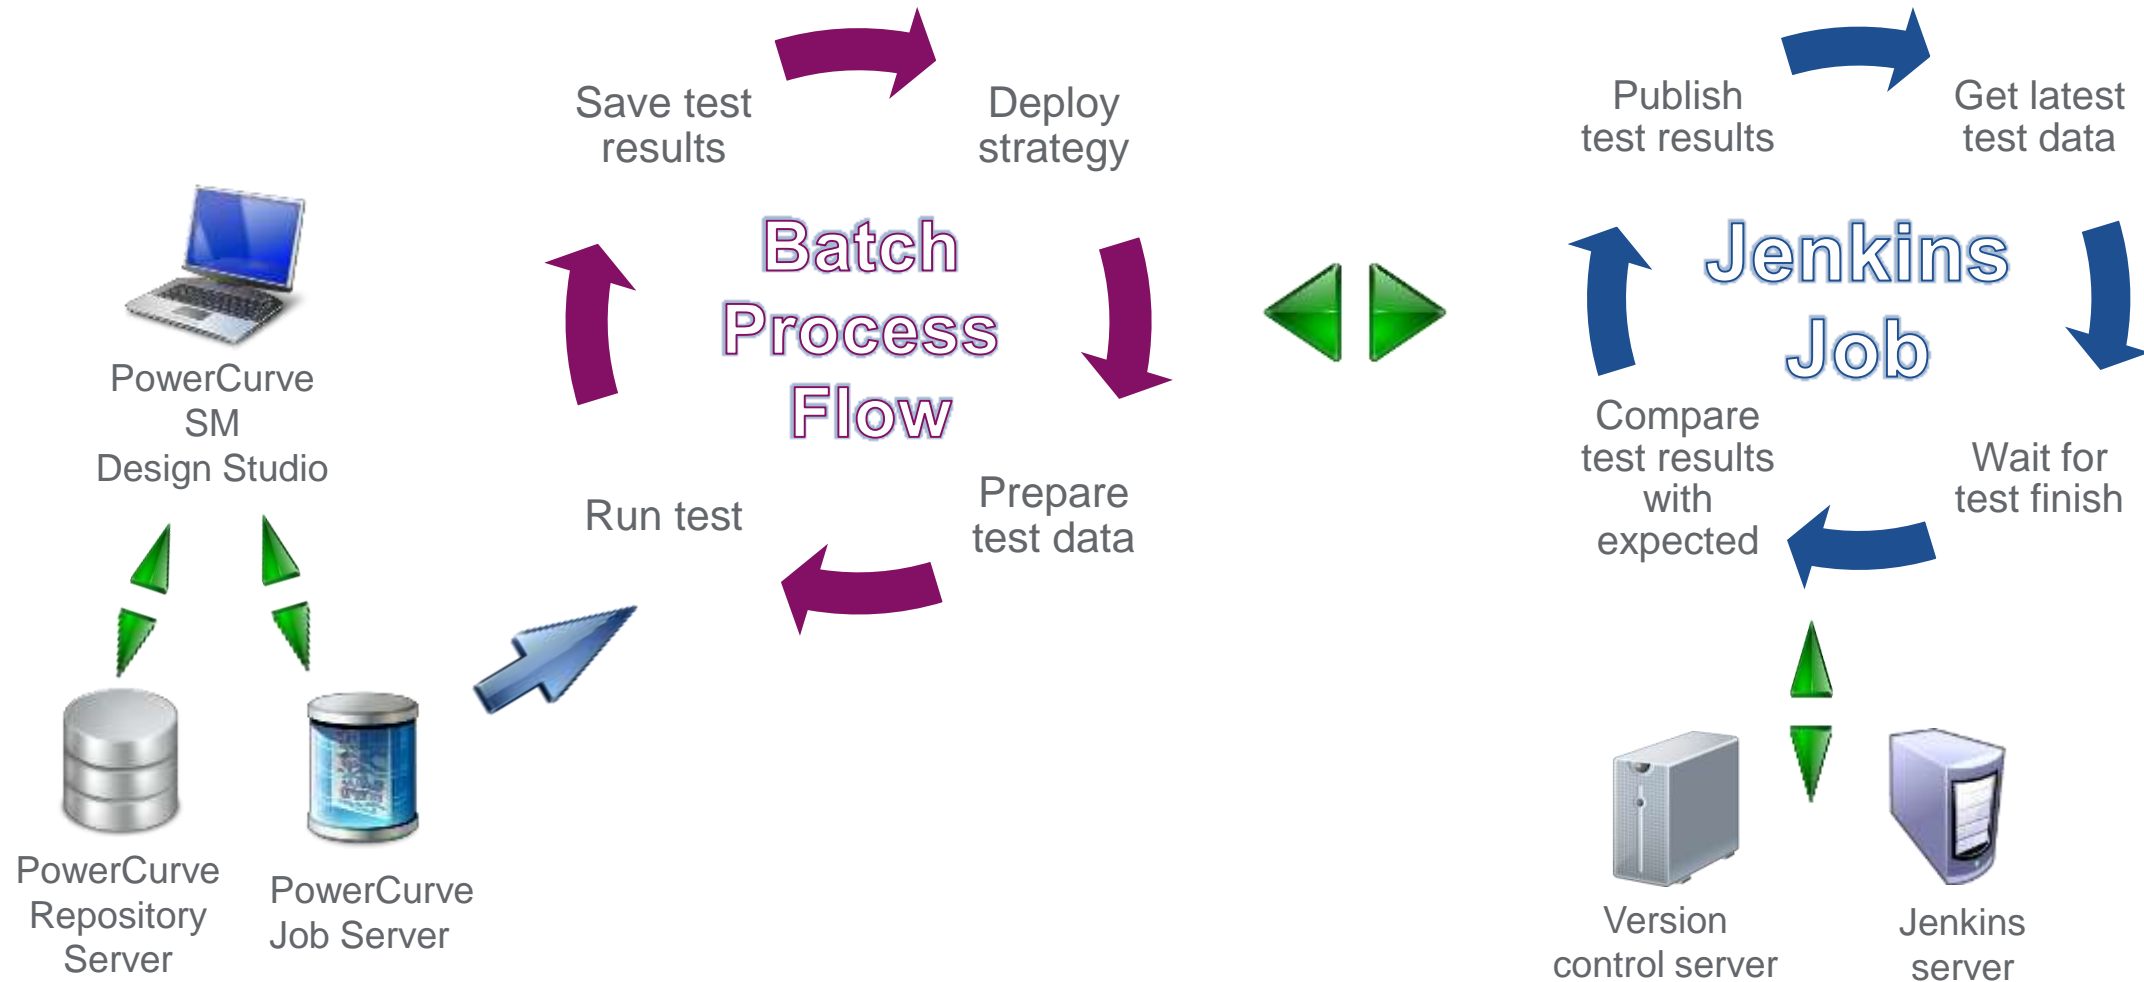 Save test
results
Deploy
strategy
Batch
Process
Flow
Run test
Prepare
test data
PowerCurve
SM
Design Studio
PowerCurve
Repository
Server
PowerCurve
Job Server
Publish
test results
Get latest
test data
Jenkins
Job
Compare
test results
with
expected
Wait for
test finish
Version
control server
Jenkins
server